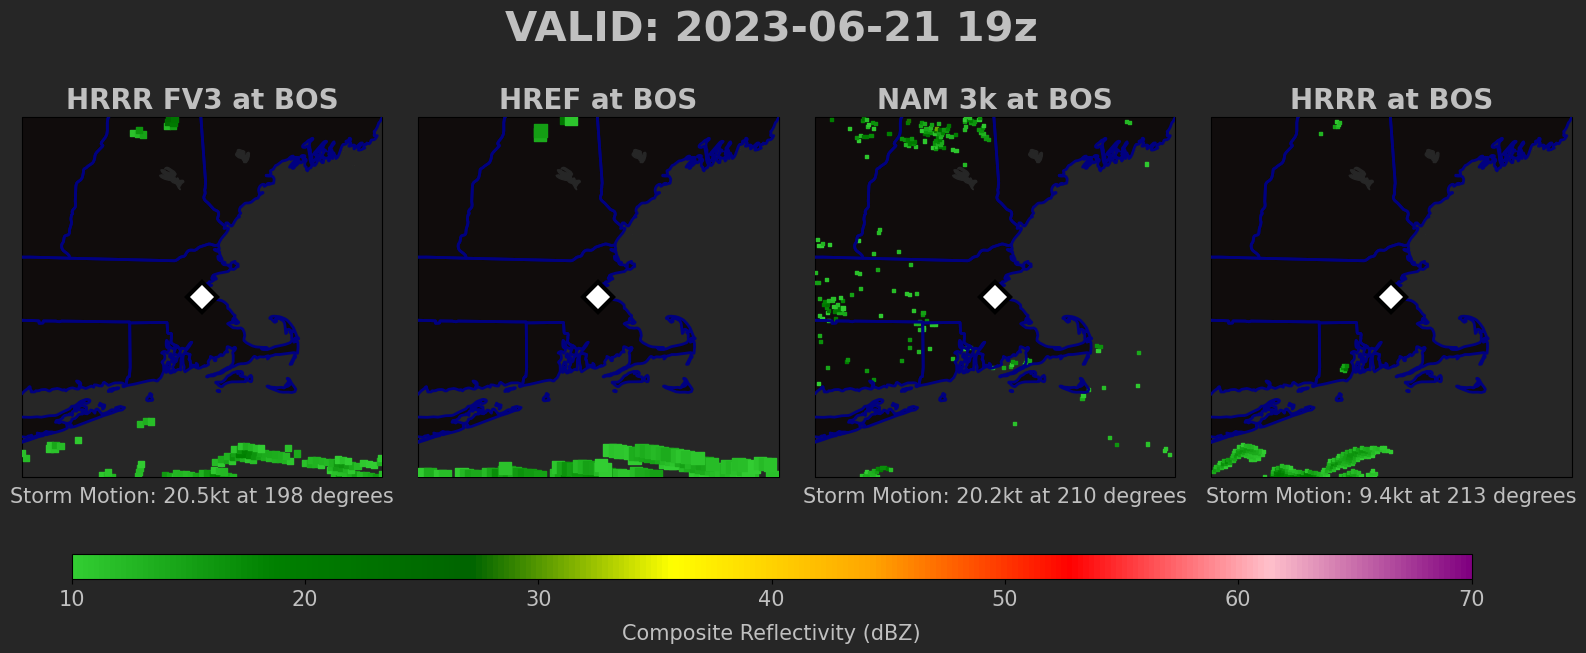 VALID: 2023-06-21 19z
HRRR FV3 at BOS
HREF at BOS
NAM 3k at BOS
HRRR at BOS
Storm Motion: 20.5kt at 198 degrees
Storm Motion: 20.2kt at 210 degrees
Storm Motion: 9.4kt at 213 degrees
10 20 30 40 50 60 70
Composite Reflectivity (dBZ)